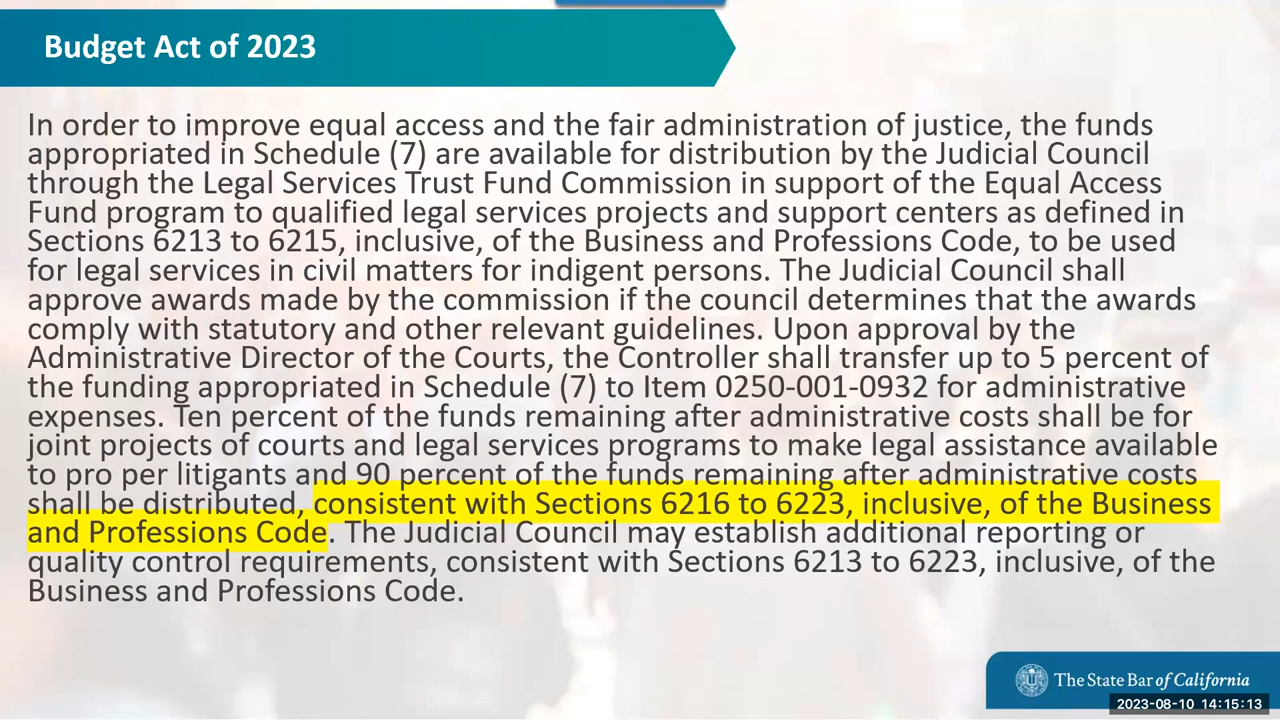 Budget Act of 2023
In order to improve equal access and the fair administration of justice, the funds
appropriated in Schedule (7) are available for distribution by the Judicial Council
through the Legal Services Trust Fund Commission in support of the Equal Access
Fund program to qualified legal services projects and support centers as defined in
Sections 6213 to 6215, inclusive, of the Business and Professions Code, to be used
for legal services in civil matters for indigent persons. The Judicial Council shall
approve awards made by the commission if the council determines that the awards
comply with statutory and other relevant guidelines. Upon approval by the
Administrative Director of the Courts, the Controller shall transfer up to 5 percent of
the funding appropriated in Schedule (7) to Item 0250-001-0932 for administrative
expenses. Ten percent of the funds remaining after administrative costs shall be for
joint projects of courts and legal services programs to make legal assistance available
to pro per litigants and 90 percent of the funds remaining after administrative costs
shall be distributed, consistent with Sections 6216 to 6223, inclusive, of the Business
and Professions Code. The Judicial Council may establish additional reporting or
quality control requirements, consistent with Sections 6213 to 6223, inclusive, of the
Business and Professions Code.
The State Bar of California
2023-08-10 14:15:13